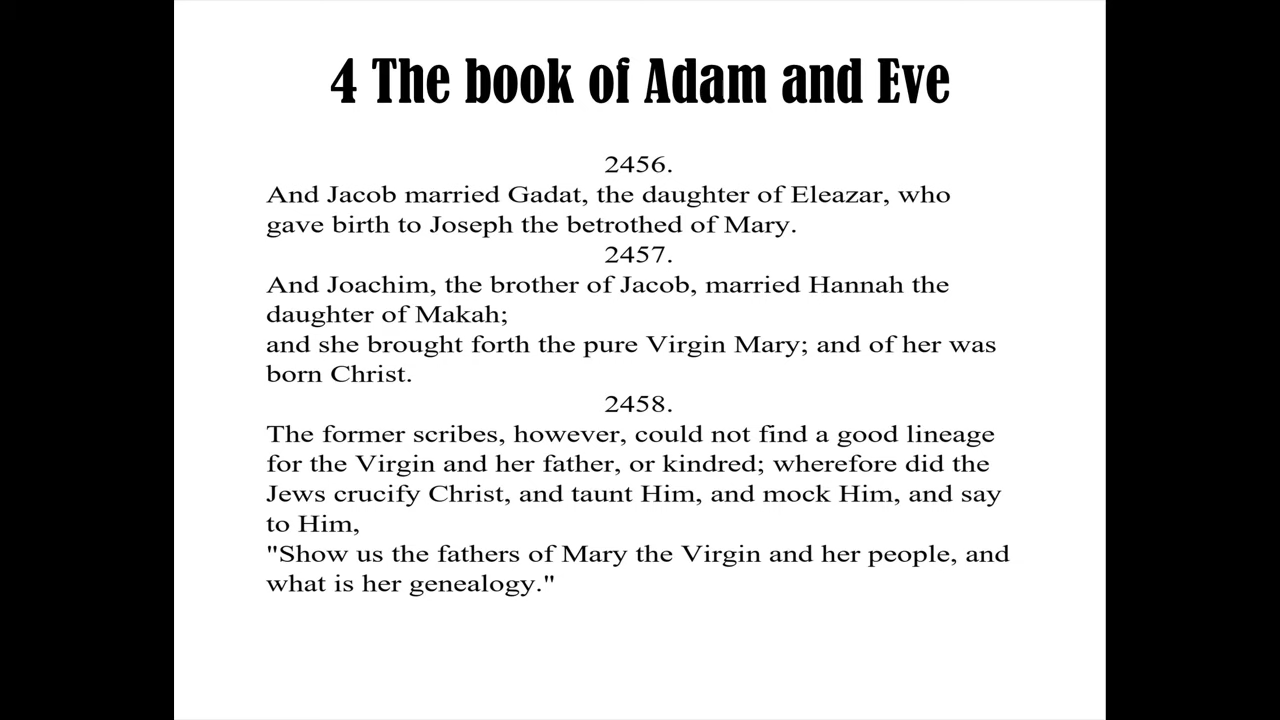 4 The book of Adam and Eve
2456.
And Jacob married Gadat, the daughter of Eleazar, who
gave birth to Joseph the betrothed of Mary.
2457.
And Joachim, the brother of Jacob, married Hannah the
daughter of Makah;
and she brought forth the pure Virgin Mary; and of her was
born Christ.
2458.
The former scribes, however, could not find a good lineage
for the Virgin and her father, or kindred; wherefore did the
Jews crucify Christ, and taunt Him, and mock Him, and say
to Him,
"Show us the fathers of Mary the Virgin and her people, and
what is her genealogy."